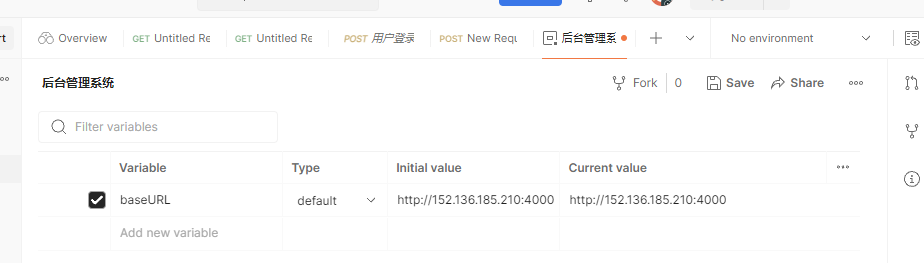 rt
Overview
GET Untitled Re
GET Untitled Re
POST 用户登录
POST New Requ
后台管理系
No environment
后台管理系统
Fork 0
Save
Share
Filter variables
Variable Type Initial value Current value
baseURL default http://152.136.185.210:4000 http://152.136.185.210:4000
Add new variable